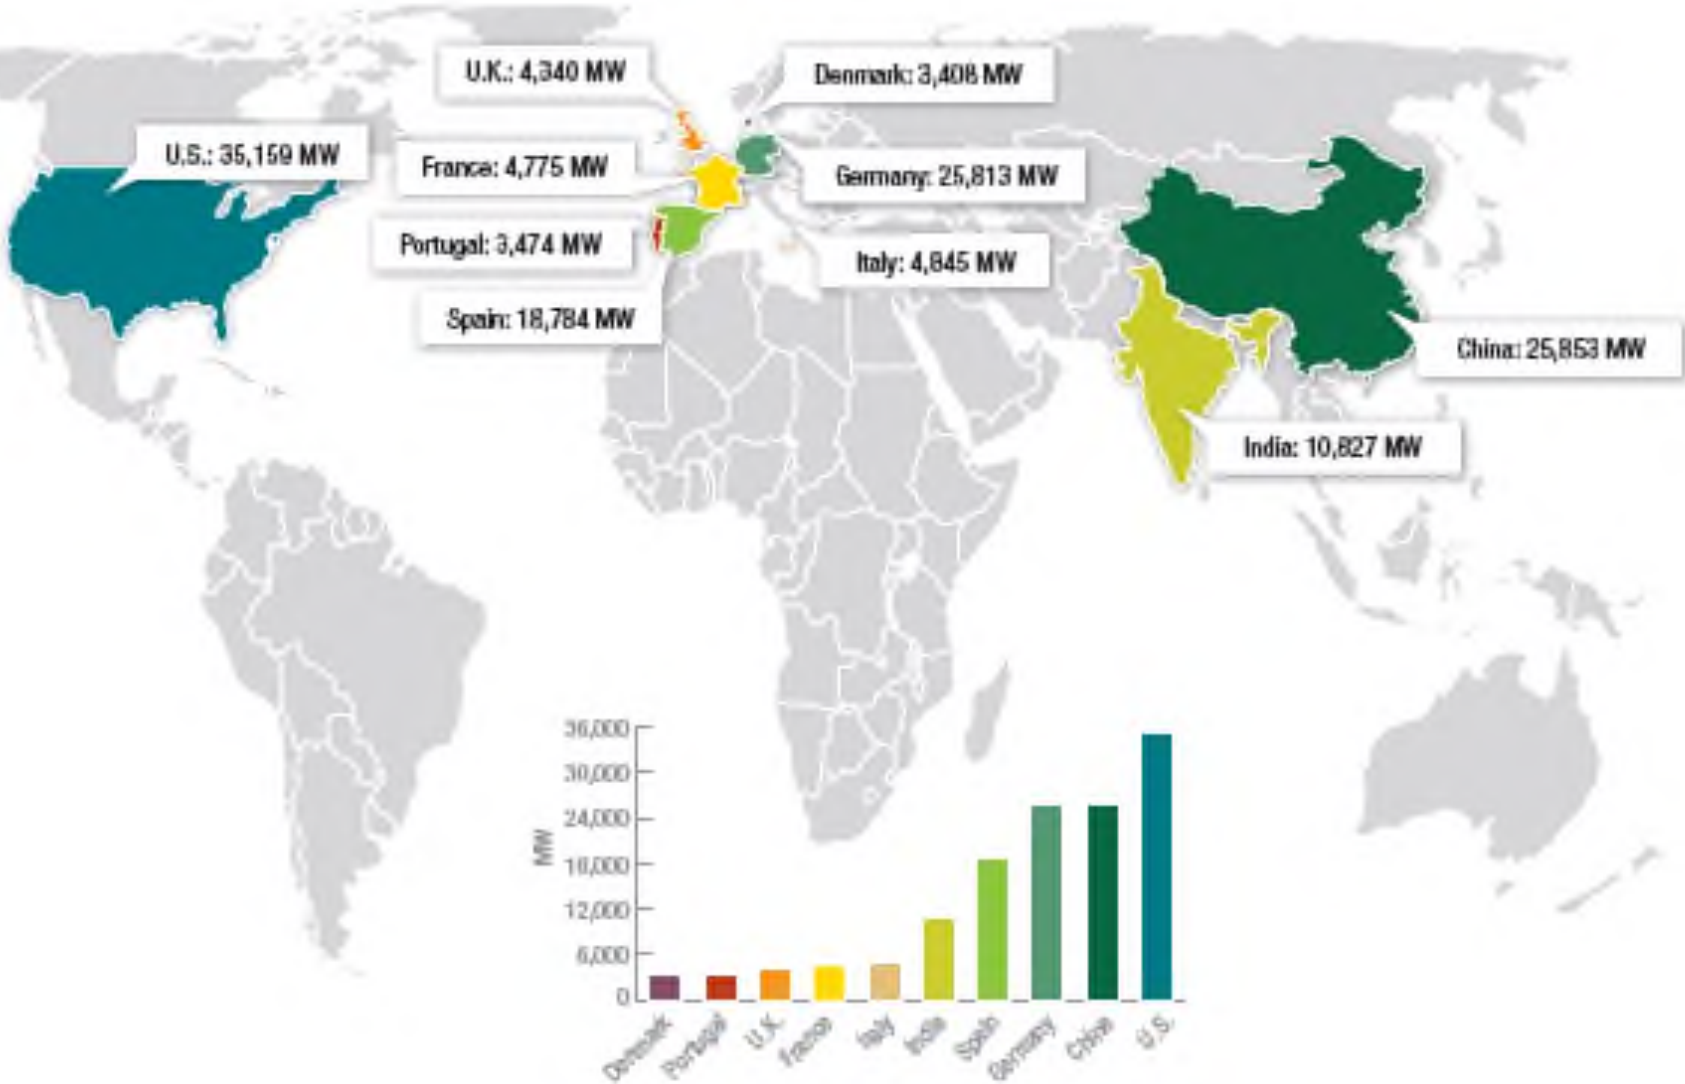 U.K.: 4,340 MW
Denmark: 3,408 MW
U.S.: 35,159 MW
France: 4,775 MW
Germany: 25,813 MW
Portugal: 3,474 MW
Italy: 4,845 MW
Spain: 18,784 MW
China: 25,853 MW
India: 10,827 MW
36,000
30,000
24,000
18,000
12,000
6,000
0
MW
Denmark
Portugal
U.K.
France
Italy
India
Spain
Germany
China
U.S.